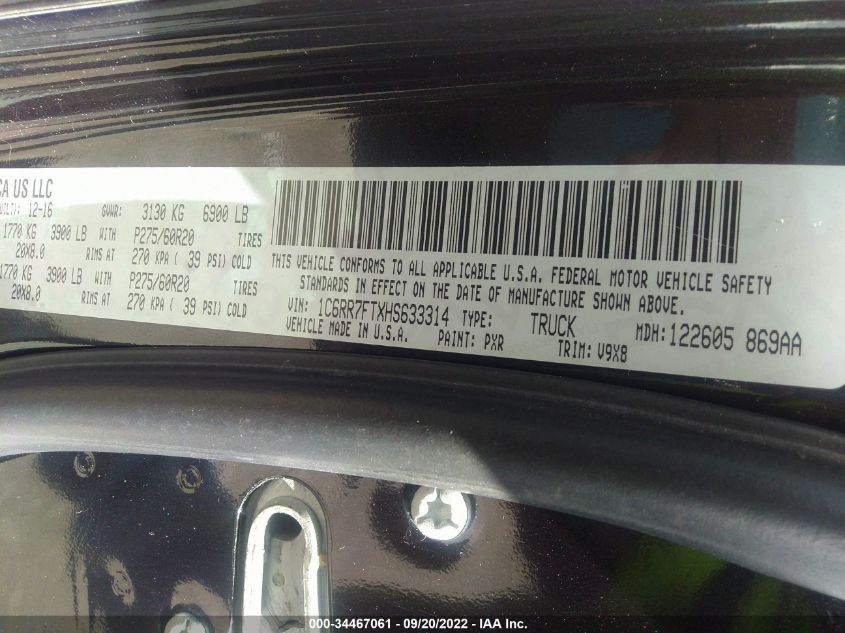 CA US LLC
12-16 GVWR: 3130 KG 6900 LB
1770 KG 3900 LB WITH P275/60R20 TIRES
20X8.0 RIMS AT 270 KPA ( 39 PSI) COLD
1770 KG 3900 LB WITH P275/60R20 TIRES
20X8.0 RIMS AT 270 KPA ( 39 PSI) COLD
THIS VEHICLE CONFORMS TO ALL APPLICABLE U.S.A. FEDERAL MOTOR VEHICLE SAFETY
STANDARDS IN EFFECT ON THE DATE OF MANUFACTURE SHOWN ABOVE.
VIN: 1C6RR7FTXHS633314 TYPE: TRUCK MDH: 122605 869AA
VEHICLE MADE IN U.S.A. PAINT: PXR TRIM: V9X8
000 - 34467061 - 09/20/2022 - IAA Inc.